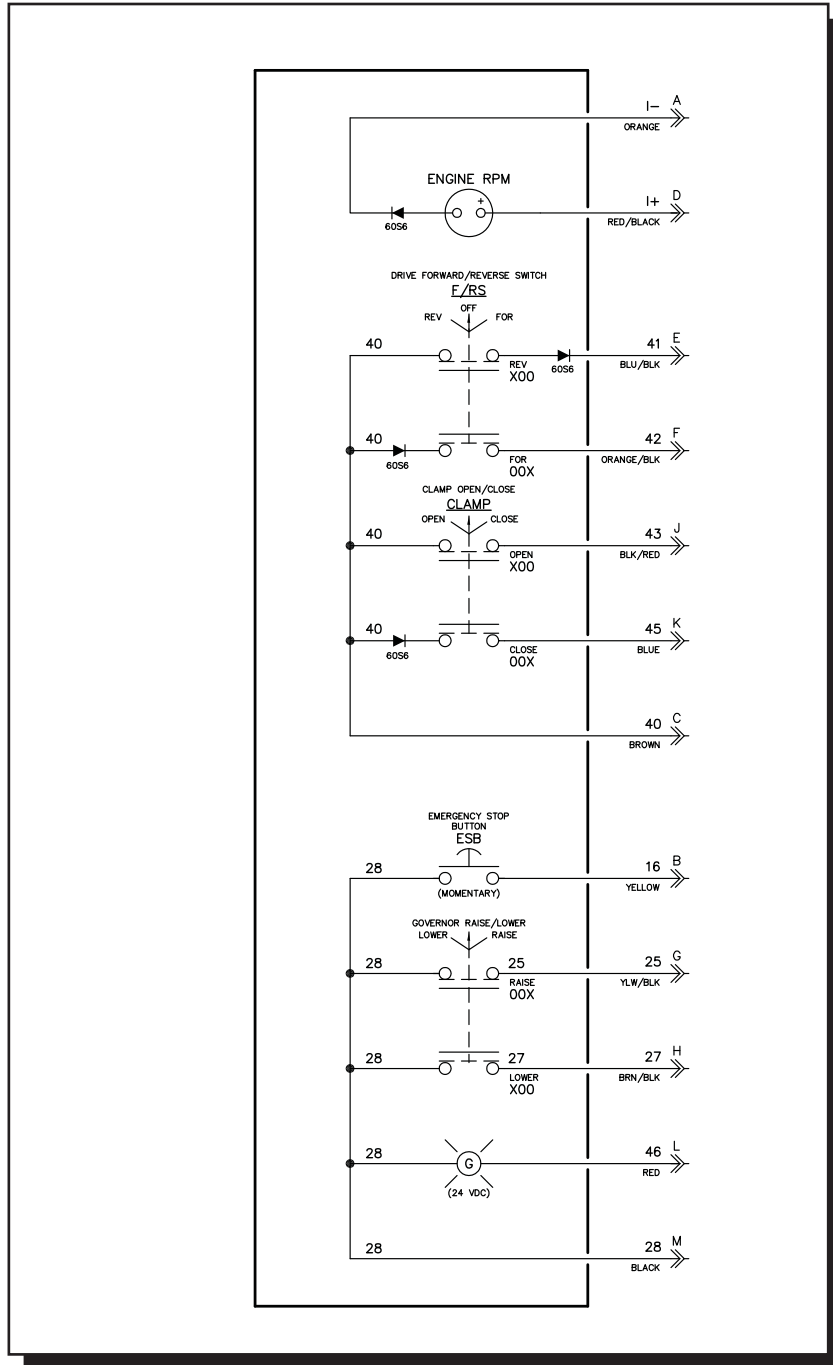 I− A
ORANGE
ENGINE RPM
+
I+ D
60S6
RED/BLACK
DRIVE FORWARD/REVERSE SWITCH
F/RS
OFF
REV FOR
40 41 E
REV 60S6 BLU/BLK
X00
40 42 F
60S6 FOR ORANGE/BLK
00X
CLAMP OPEN/CLOSE
CLAMP
OPEN CLOSE
40 43 J
OPEN BLK/RED
X00
40 45 K
60S6 CLOSE BLUE
00X
40 C
BROWN
EMERGENCY STOP
BUTTON
ESB
28 16 B
(MOMENTARY) YELLOW
GOVERNOR RAISE/LOWER
LOWER RAISE
28 25 25 G
RAISE YLW/BLK
00X
28 27 27 H
LOWER BRN/BLK
X00
28 G 46 L
RED
(24 VDC)
28 28 M
BLACK